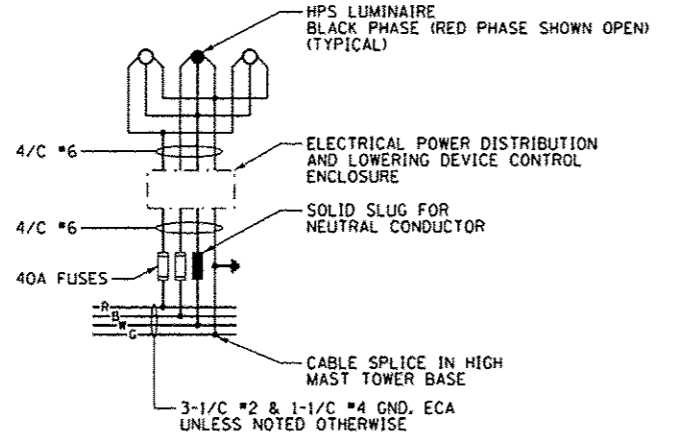 HPS LUMINAIRE
BLACK PHASE (RED PHASE SHOWN OPEN)
(TYPICAL)
4/C #6
ELECTRICAL POWER DISTRIBUTION
AND LOWERING DEVICE CONTROL
ENCLOSURE
4/C #6
SOLID SLUG FOR
NEUTRAL CONDUCTOR
40A FUSES
R
B
W
G
CABLE SPLICE IN HIGH
MAST TOWER BASE
3-1/C #2 & 1-1/C #4 GND. ECA
UNLESS NOTED OTHERWISE